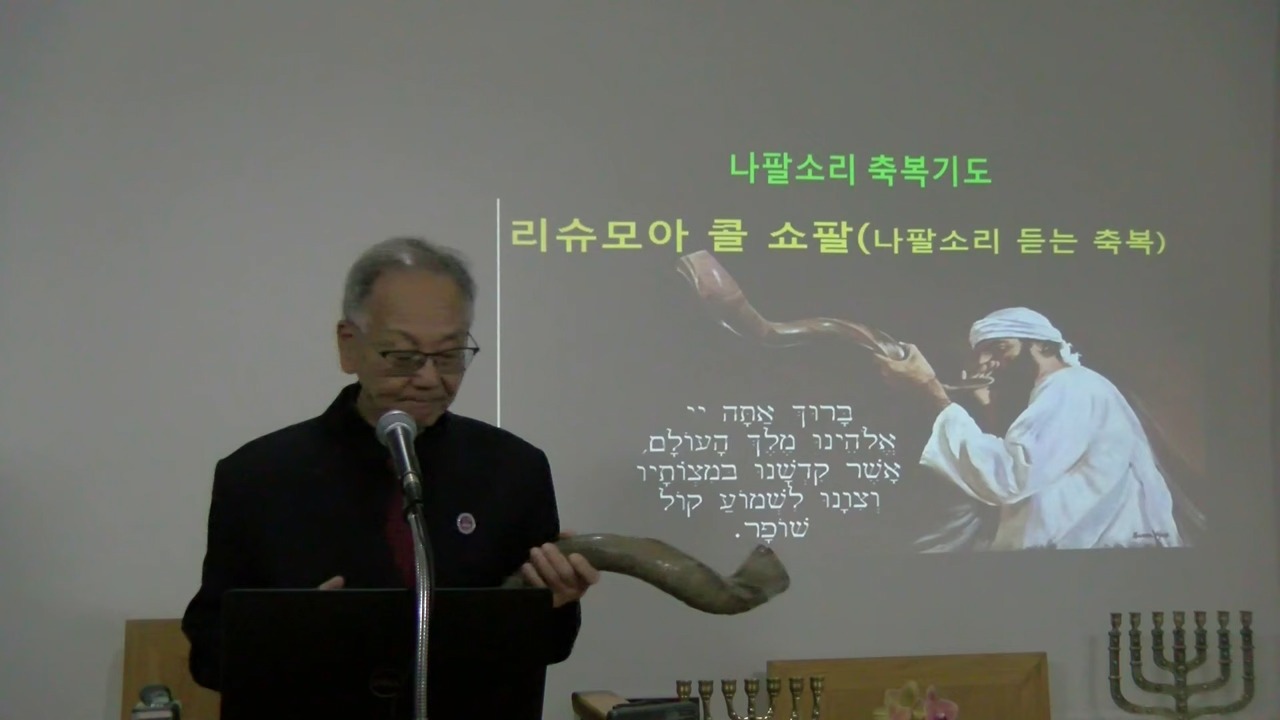 나팔소리 축복기도
리슈모아 콜 쇼팔(나팔소리 듣는 축복)
בָּרוּךְ אַתָּה יי
אֱלֹהֵינוּ מֶלֶךְ הָעוֹלָם,
אֲשֶׁר קִדְשָׁנוּ בּמִצְוֹתָיו
וְצִוָנוּ לִשְׁמוֹעַ קוֹל
שׁוֹפָר.